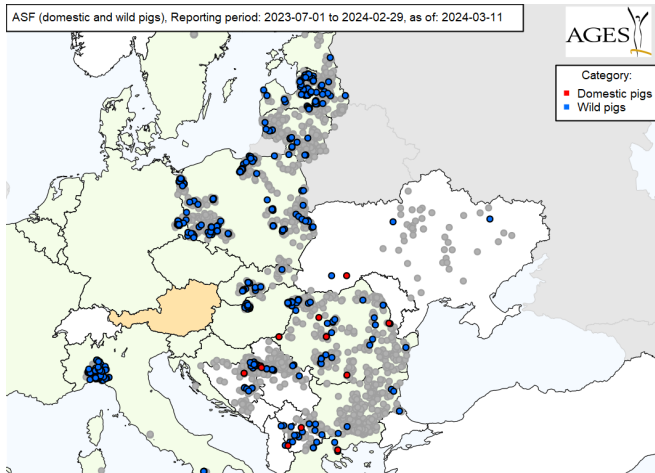 ASF (domestic and wild pigs), Reporting period: 2023-07-01 to 2024-02-29, as of: 2024-03-11
AGES
Category:
Domestic pigs
Wild pigs